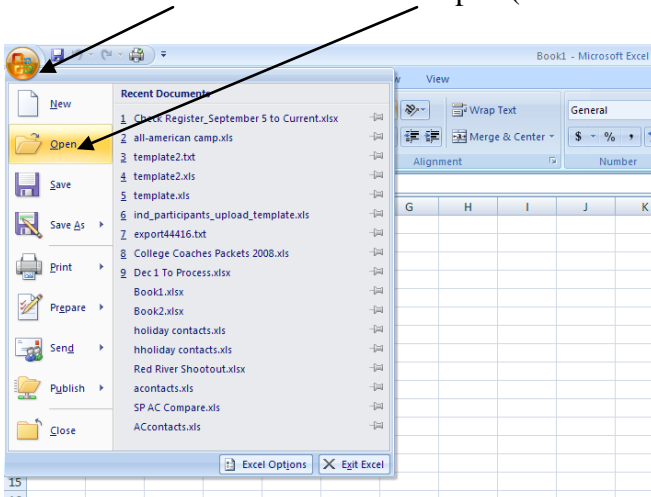 Book1 - Microsoft Excel
View
New
Open
Save
Save As
Print
Prepare
Send
Publish
Close
Recent Documents
1 Check Register_September 5 to Current.xlsx
2 all-american camp.xls
3 template2.txt
4 template2.xls
5 template.xls
6 ind_participants_upload_template.xls
7 export44416.txt
8 College Coaches Packets 2008.xls
9 Dec 1 To Process.xlsx
Book1.xlsx
Book2.xlsx
holiday contacts.xls
hholiday contacts.xls
Red River Shootout.xlsx
acontacts.xls
SP AC Compare.xls
ACcontacts.xls
Excel Options
X Exit Excel
Wrap Text
Merge & Center
Alignment
General
$ % ,
Number
G H I J K
15